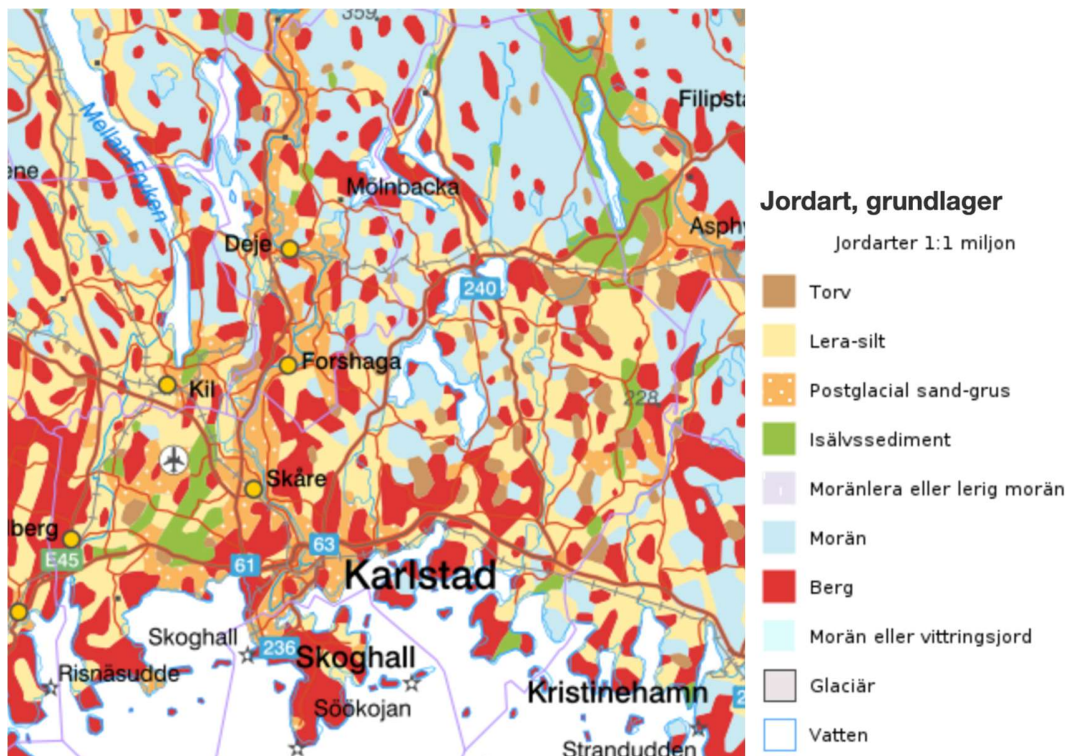 359
Filipsta
Mellan-Fryken
ene
Mölnbacka
Asphy
Deje
240
Forshaga
Kil
228
Skåre
lberg
E45
63
61
Karlstad
Skoghall
236
Skoghall
Risnäsudde
Kristinehamn
2
Söökojan
Strandudden
Jordart, grundlager
Jordarter 1:1 miljon
Torv
Lera-silt
Postglacial sand-grus
Isälvssediment
Moränlera eller lerig morän
Morän
Berg
Morän eller vittringsjord
Glaciär
Vatten